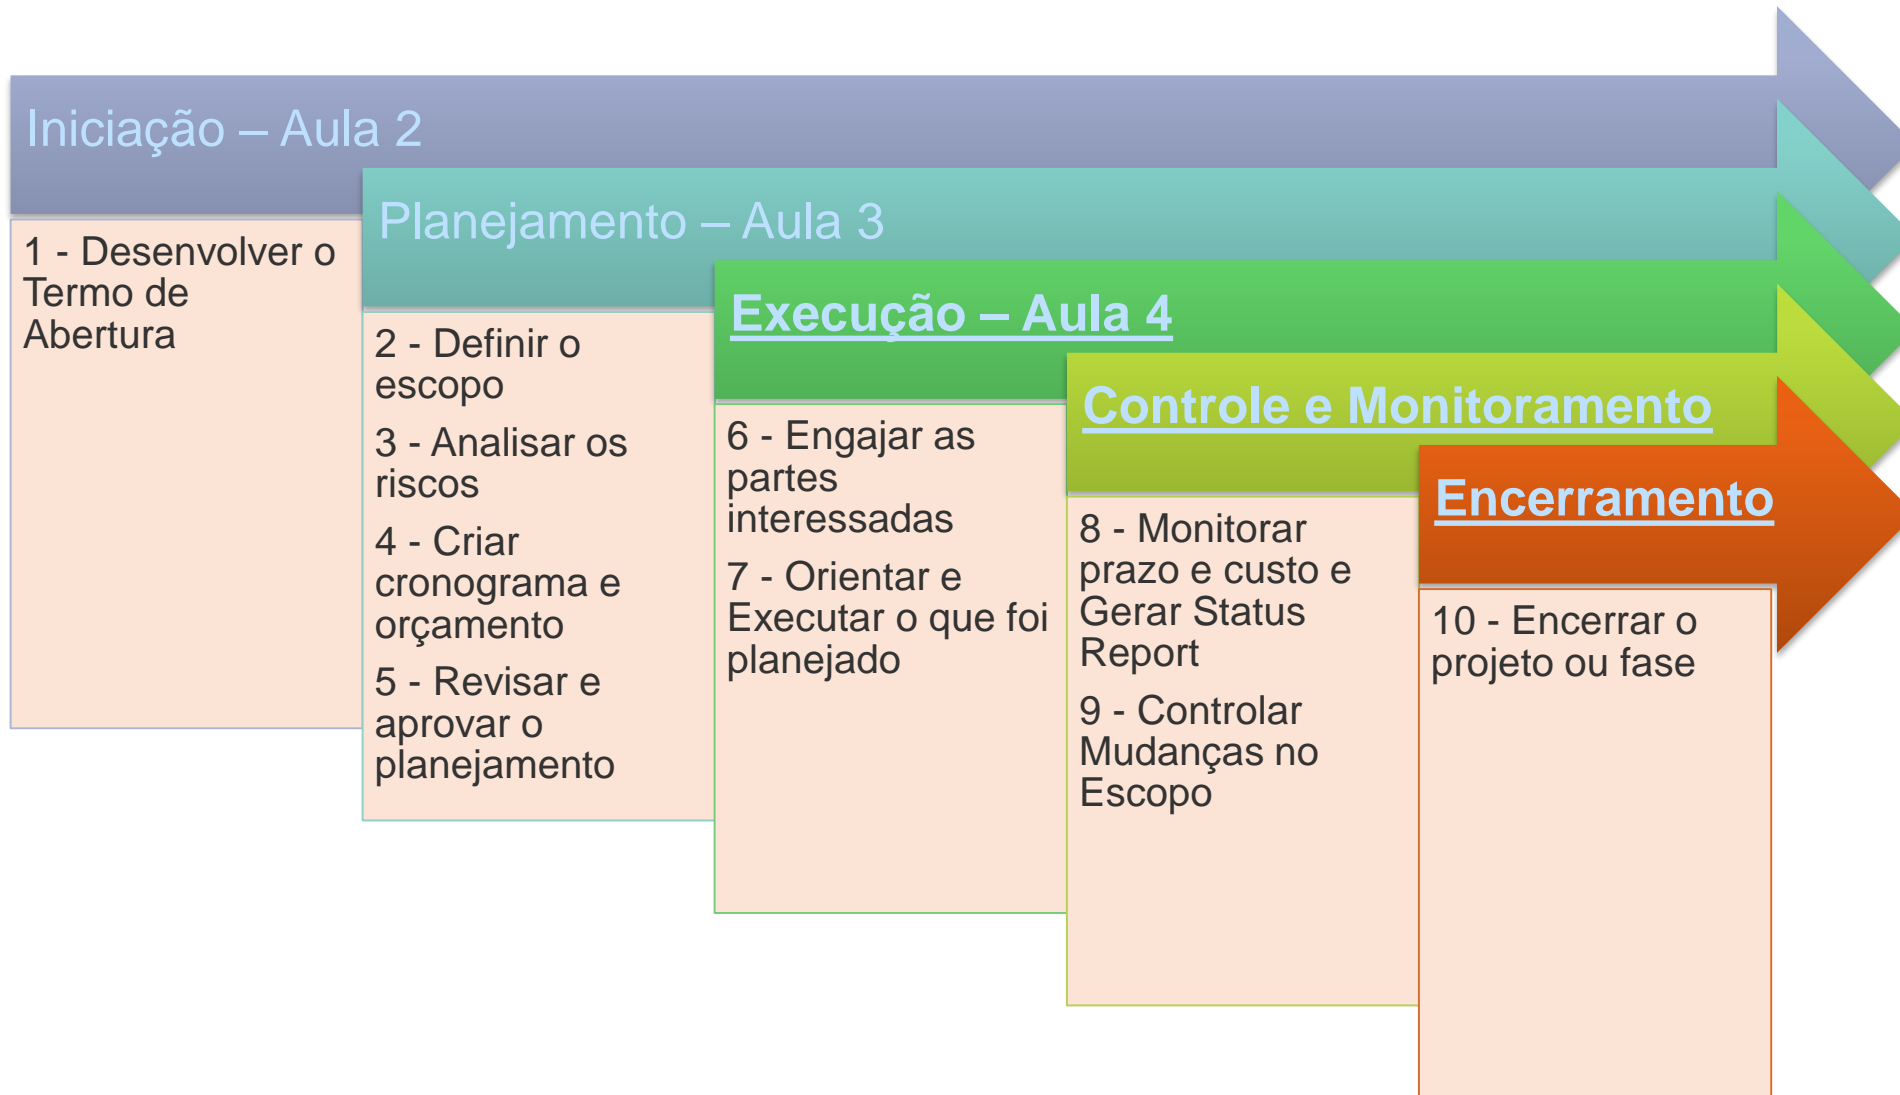 Iniciação – Aula 2
1 - Desenvolver o
Termo de
Abertura
Planejamento – Aula 3
2 - Definir o
escopo
3 - Analisar os
riscos
4 - Criar
cronograma e
orçamento
5 - Revisar e
aprovar o
planejamento
Execução – Aula 4
6 - Engajar as
partes
interessadas
7 - Orientar e
Executar o que foi
planejado
Controle e Monitoramento
8 - Monitorar
prazo e custo e
Gerar Status
Report
9 - Controlar
Mudanças no
Escopo
Encerramento
10 - Encerrar o
projeto ou fase